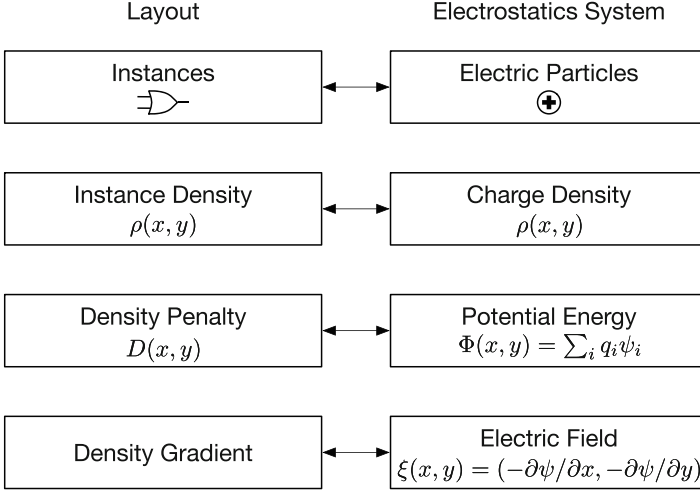 Layout
Electrostatics System
Instances
Electric Particles
Instance Density
ρ(x, y)
Charge Density
ρ(x, y)
Density Penalty
D(x, y)
Potential Energy
Φ(x, y) = ∑ᵢ qᵢψᵢ
Density Gradient
Electric Field
ξ(x, y) = (−∂ψ/∂x, −∂ψ/∂y)